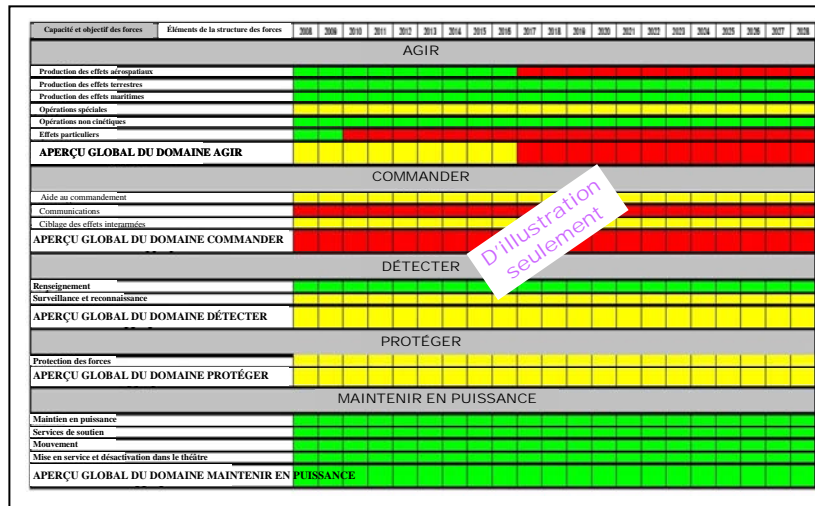 Capacité et objectif des forces Éléments de la structure des forces 2008 2009 2010 2011 2012 2013 2014 2015 2016 2017 2018 2019 2020 2021 2022 2023 2024 2025 2026 2027 2028
AGIR
Production des effets aérospatiaux
Production des effets terrestres
Production des effets maritimes
Opérations spéciales
Opérations non cinétiques
Effets particuliers
APERÇU GLOBAL DU DOMAINE AGIR
COMMANDER
Aide au commandement
Communications
Ciblage des effets interarmées
APERÇU GLOBAL DU DOMAINE COMMANDER
D'illustration
seulement
DÉTECTER
Renseignement
Surveillance et reconnaissance
APERÇU GLOBAL DU DOMAINE DÉTECTER
PROTÉGER
Protection des forces
APERÇU GLOBAL DU DOMAINE PROTÉGER
MAINTENIR EN PUISSANCE
Maintien en puissance
Services de soutien
Mouvement
Mise en service et désactivation dans le théâtre
APERÇU GLOBAL DU DOMAINE MAINTENIR EN PUISSANCE